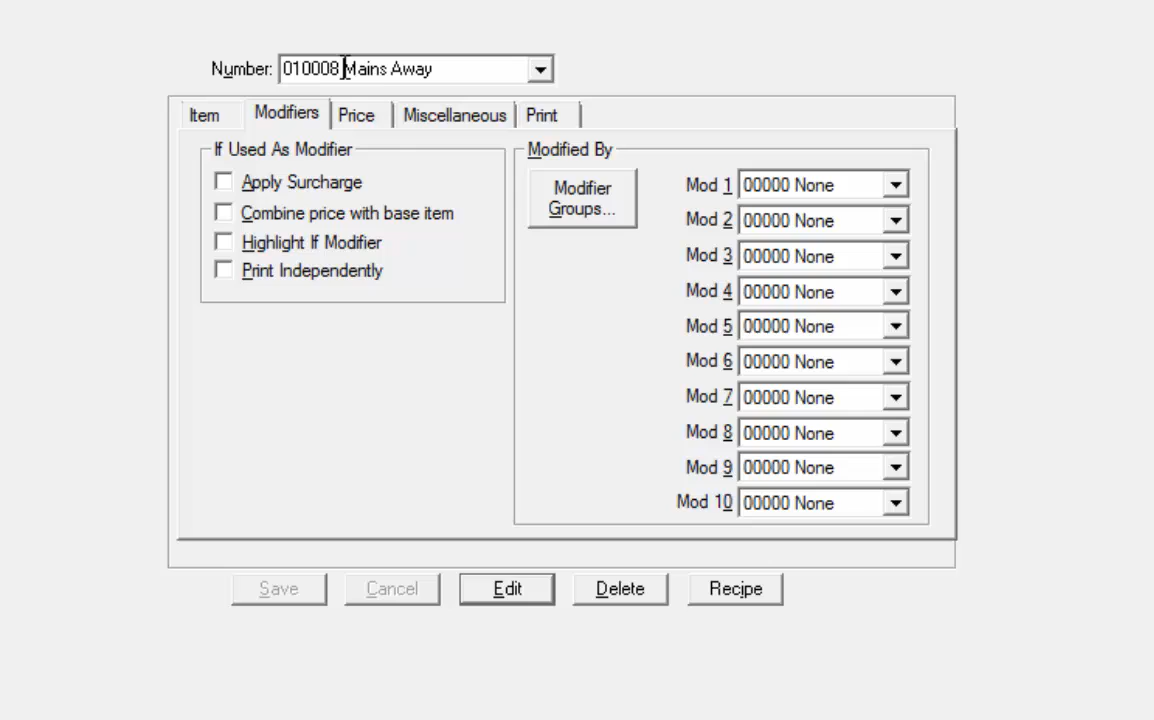 Number: 010008 Mains Away
Item Modifiers Price Miscellaneous Print
If Used As Modifier
Apply Surcharge
Combine price with base item
Highlight If Modifier
Print Independently
Modified By
Modifier
Groups...
Mod 1 00000 None
Mod 2 00000 None
Mod 3 00000 None
Mod 4 00000 None
Mod 5 00000 None
Mod 6 00000 None
Mod 7 00000 None
Mod 8 00000 None
Mod 9 00000 None
Mod 10 00000 None
Save Cancel Edit Delete Recipe